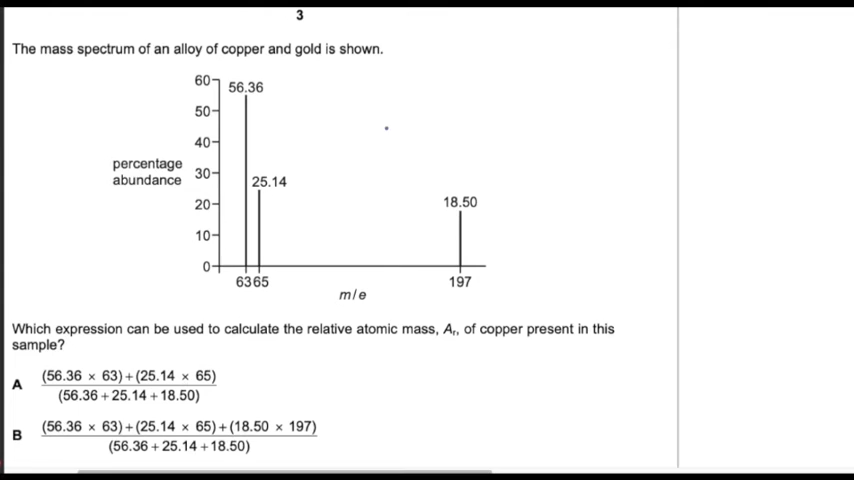 3
The mass spectrum of an alloy of copper and gold is shown.
60
56.36
50
40
percentage
abundance
30
25.14
20
18.50
10
0
63 65
197
m / e
Which expression can be used to calculate the relative atomic mass, Aᵣ, of copper present in this
sample?
A
(56.36 × 63) + (25.14 × 65)
(56.36 + 25.14 + 18.50)
B
(56.36 × 63) + (25.14 × 65) + (18.50 × 197)
(56.36 + 25.14 + 18.50)